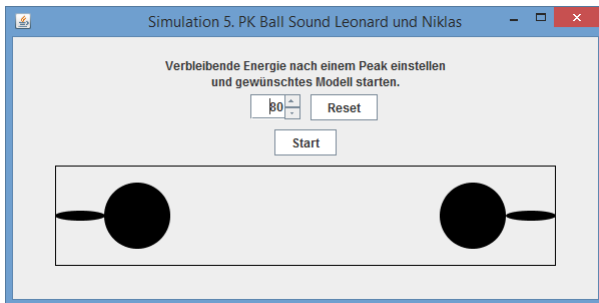 Simulation 5. PK Ball Sound Leonard und Niklas
Verbleibende Energie nach einem Peak einstellen
und gewünschtes Modell starten.
80 Reset
Start